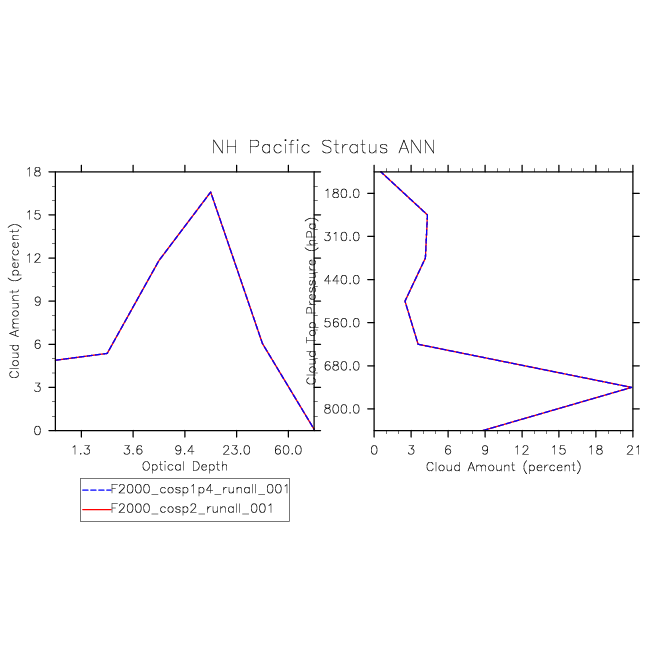 NH Pacific Stratus ANN
18
15
12
9
6
3
0
Cloud Amount (percent)
1.3 3.6 9.4 23.0 60.0
Optical Depth
Cloud Top Pressure (hPa)
180.0
310.0
440.0
560.0
680.0
800.0
0 3 6 9 12 15 18 21
Cloud Amount (percent)
F2000_cosp1p4_runall_001
F2000_cosp2_runall_001